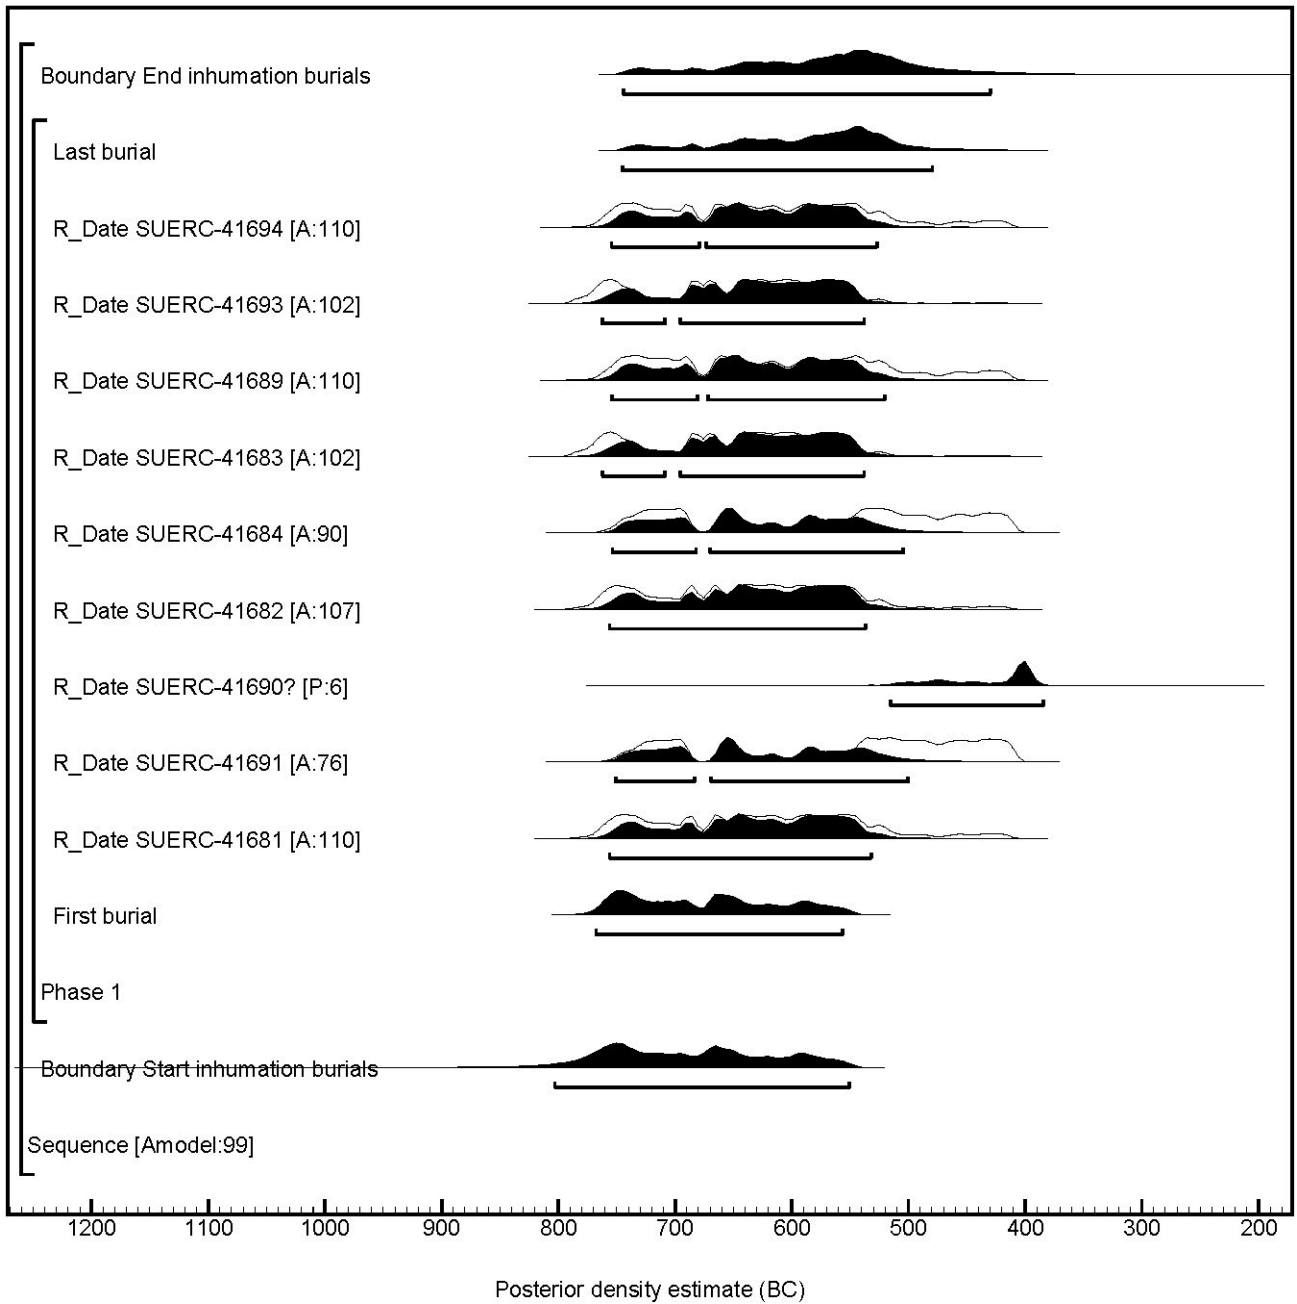 Boundary End inhumation burials
Last burial
R_Date SUERC-41694 [A:110]
R_Date SUERC-41693 [A:102]
R_Date SUERC-41689 [A:110]
R_Date SUERC-41683 [A:102]
R_Date SUERC-41684 [A:90]
R_Date SUERC-41682 [A:107]
R_Date SUERC-41690? [P:6]
R_Date SUERC-41691 [A:76]
R_Date SUERC-41681 [A:110]
First burial
Phase 1
Boundary Start inhumation burials
Sequence [Amodel:99]
1200 1100 1000 900 800 700 600 500 400 300 200
Posterior density estimate (BC)